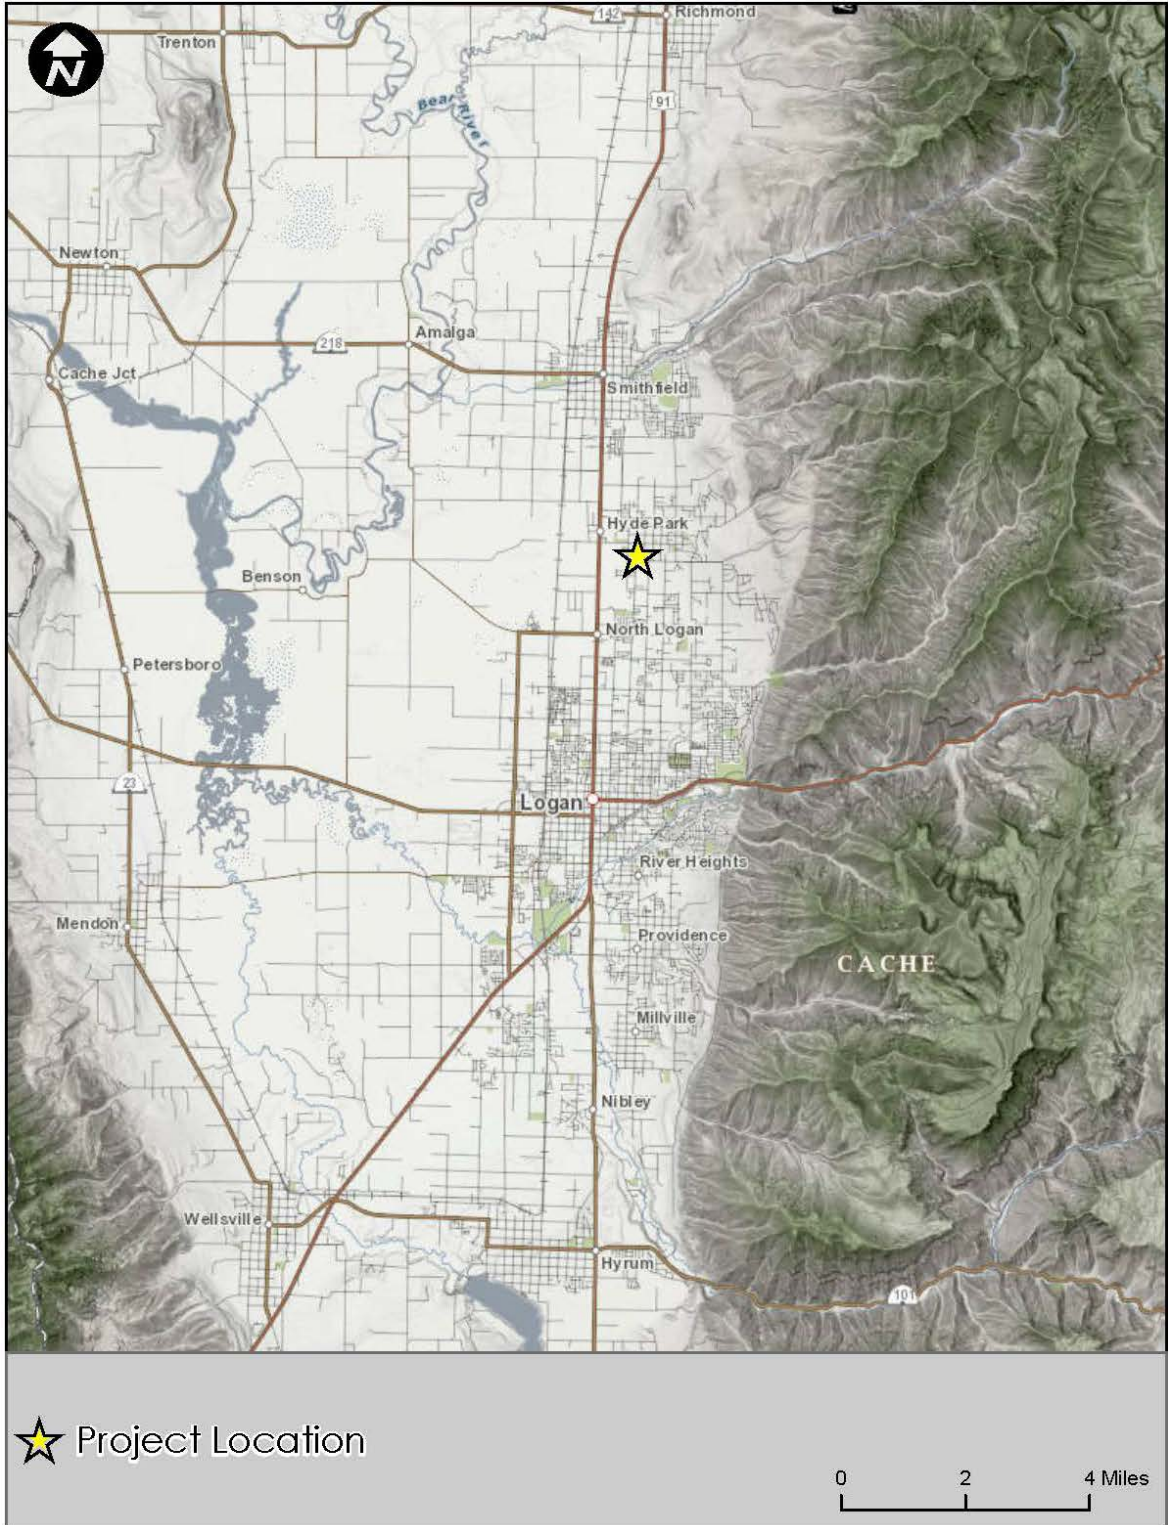 142
Richmond
Trenton
N
91
Bear River
Newton
Amalga
218
Cache Jct
Smithfield
Hyde Park
Benson
North Logan
Petersboro
23
Logan
River Heights
Mendon
Providence
CACHE
Millville
Nibley
Wellsville
Hyrum
101
Project Location
0 2 4 Miles